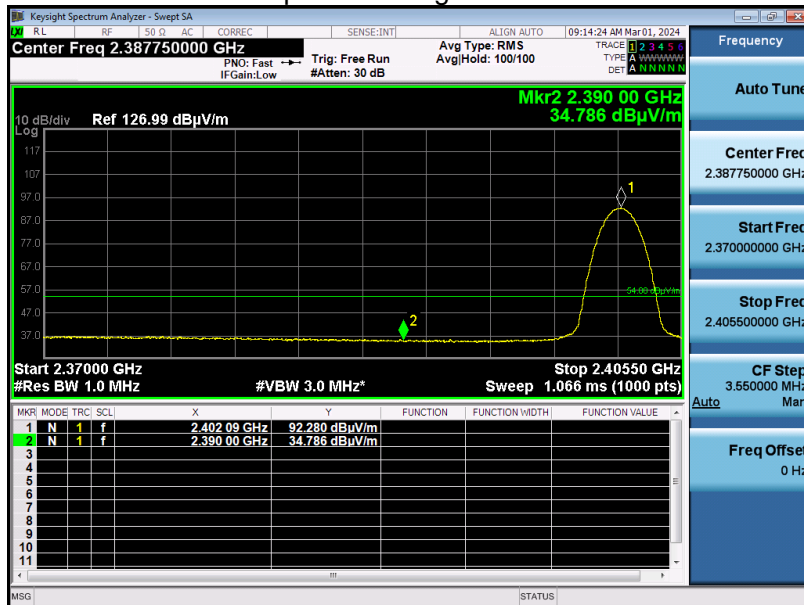 Keysight Spectrum Analyzer - Swept SA
RL RF 50 Ω AC CORREC SENSE:INT ALIGN AUTO 09:14:24 AM Mar 01, 2024
Center Freq 2.387750000 GHz
PNO: Fast
IFGain:Low
Trig: Free Run
#Atten: 30 dB
Avg Type: RMS
Avg|Hold: 100/100
TRACE 1 2 3 4 5 6
TYPE A WWWWW
DET A N N N N N
Mkr2 2.390 00 GHz
34.786 dBµV/m
10 dB/div Ref 126.99 dBµV/m
Log
117
107
97.0
87.0
77.0
67.0
57.0
47.0
37.0
1
54.00 dBµV/m
2
Start 2.37000 GHz Stop 2.40550 GHz
#Res BW 1.0 MHz #VBW 3.0 MHz* Sweep 1.066 ms (1000 pts)
MKR MODE TRC SCL X Y FUNCTION FUNCTION WIDTH FUNCTION VALUE
1 N 1 f 2.402 09 GHz 92.280 dBµV/m
2 N 1 f 2.390 00 GHz 34.786 dBµV/m
3
4
5
6
7
8
9
10
11
MSG STATUS
Frequency
Auto Tune
Center Freq
2.387750000 GHz
Start Freq
2.370000000 GHz
Stop Freq
2.405500000 GHz
CF Step
3.550000 MHz
Auto Man
Freq Offset
0 Hz